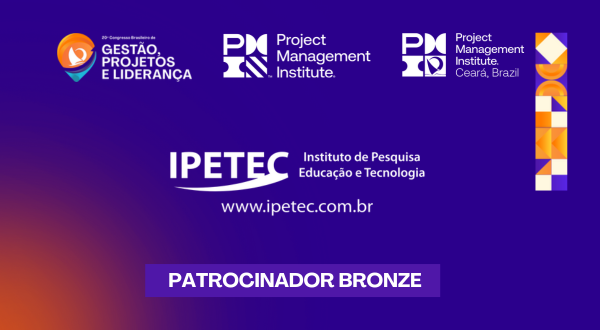 20º Congresso Brasileiro de
GESTÃO,
PROJETOS
E LIDERANÇA
Project
Management
Institute.
Project
Management
Institute.
Ceará, Brazil
IPETEC
Instituto de Pesquisa
Educação e Tecnologia
www.ipetec.com.br
PATROCINADOR BRONZE